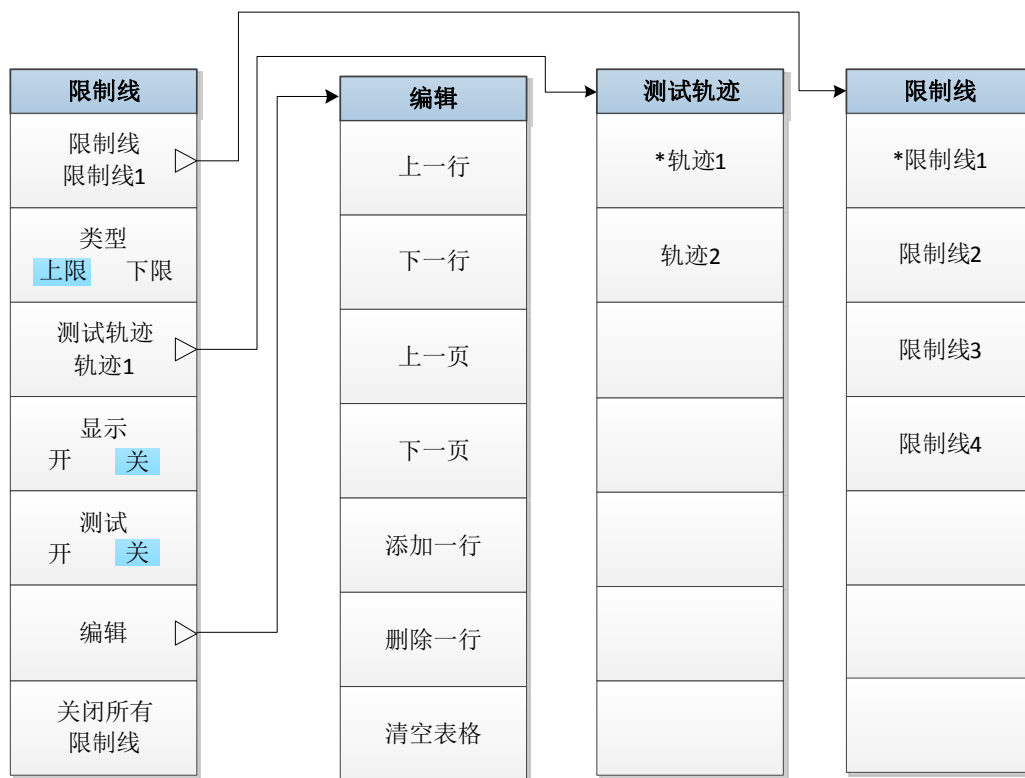 限制线
限制线
限制线1
类型
上限 下限
测试轨迹
轨迹1
显示
开 关
测试
开 关
编辑
关闭所有
限制线
编辑
上一行
下一行
上一页
下一页
添加一行
删除一行
清空表格
测试轨迹
*轨迹1
轨迹2
限制线
*限制线1
限制线2
限制线3
限制线4